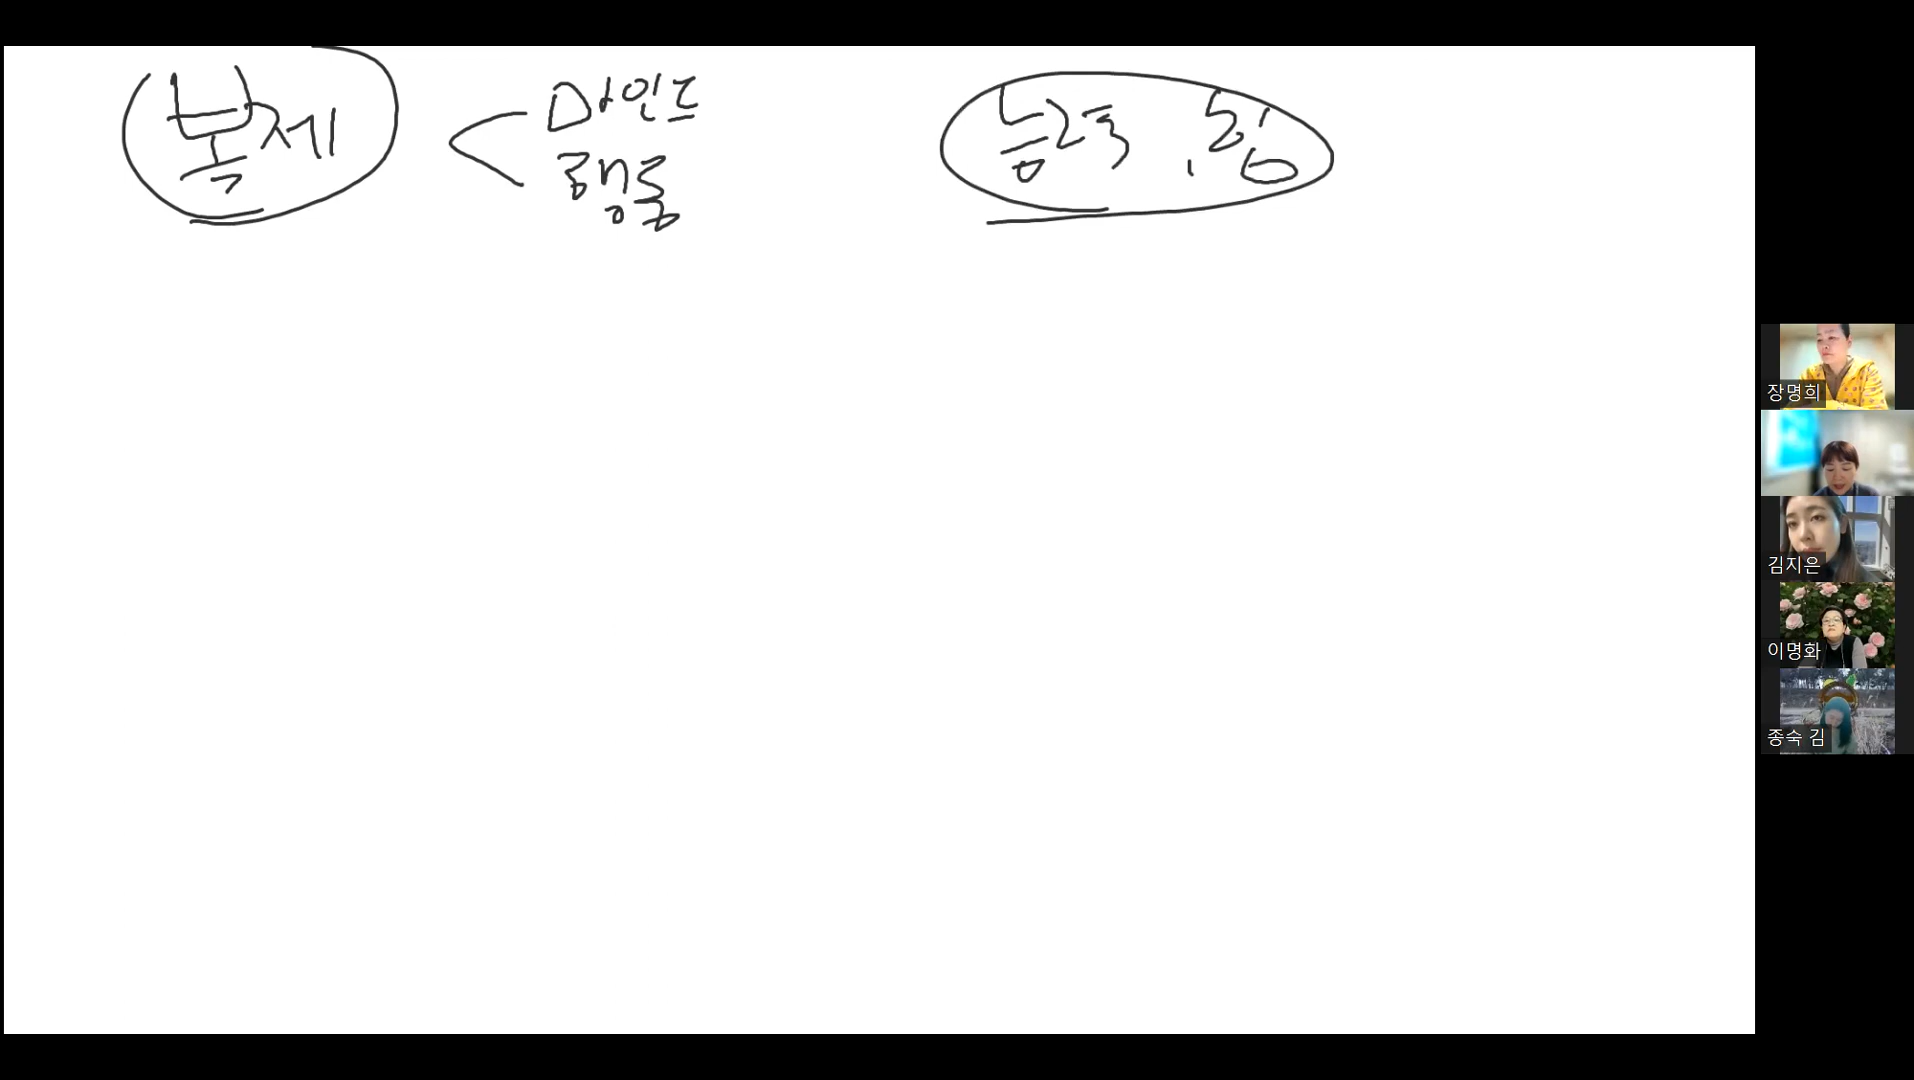 복제
마인드
행동
능력, 힘
장명희
김지은
이명화
종숙 김